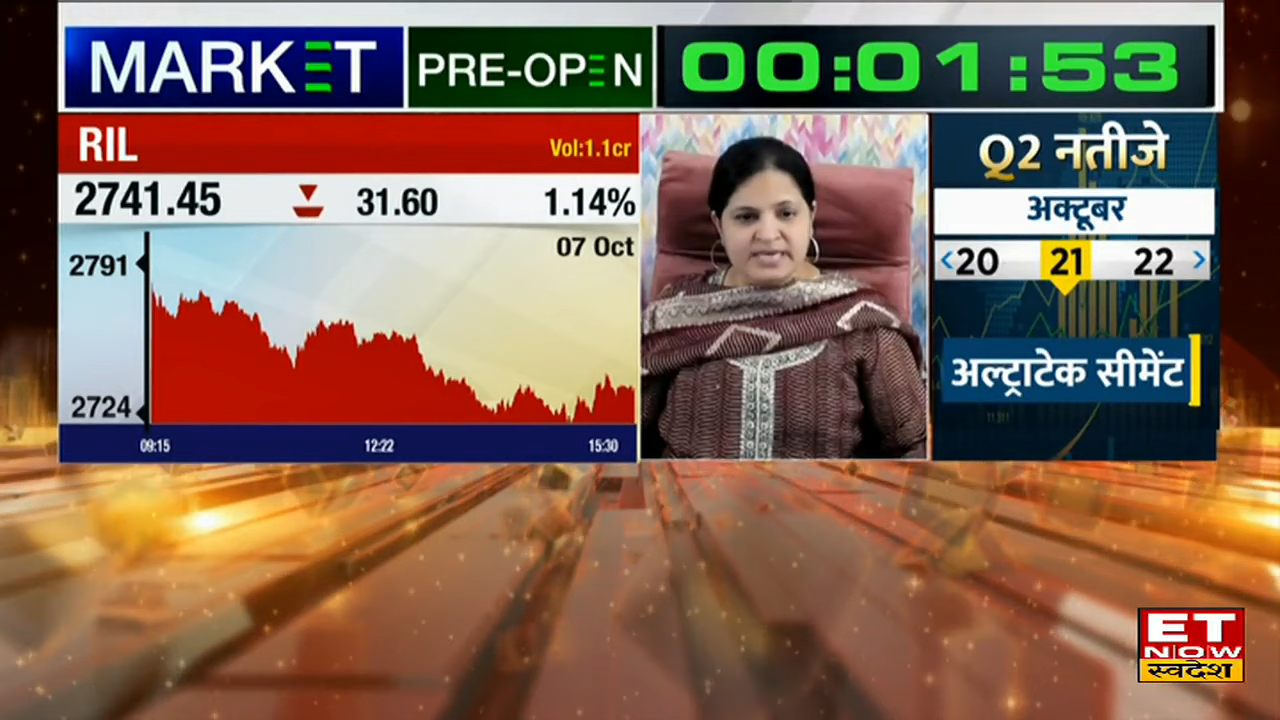 MARKET PRE-OPEN 00:01:53
RIL Vol:1.1cr
2741.45 31.60 1.14%
07 Oct
2791
2724
09:15 12:22 15:30
Q2 नतीजे
अक्टूबर
20 21 22
अल्ट्राटेक सीमेंट
ET
NOW
स्वदेश